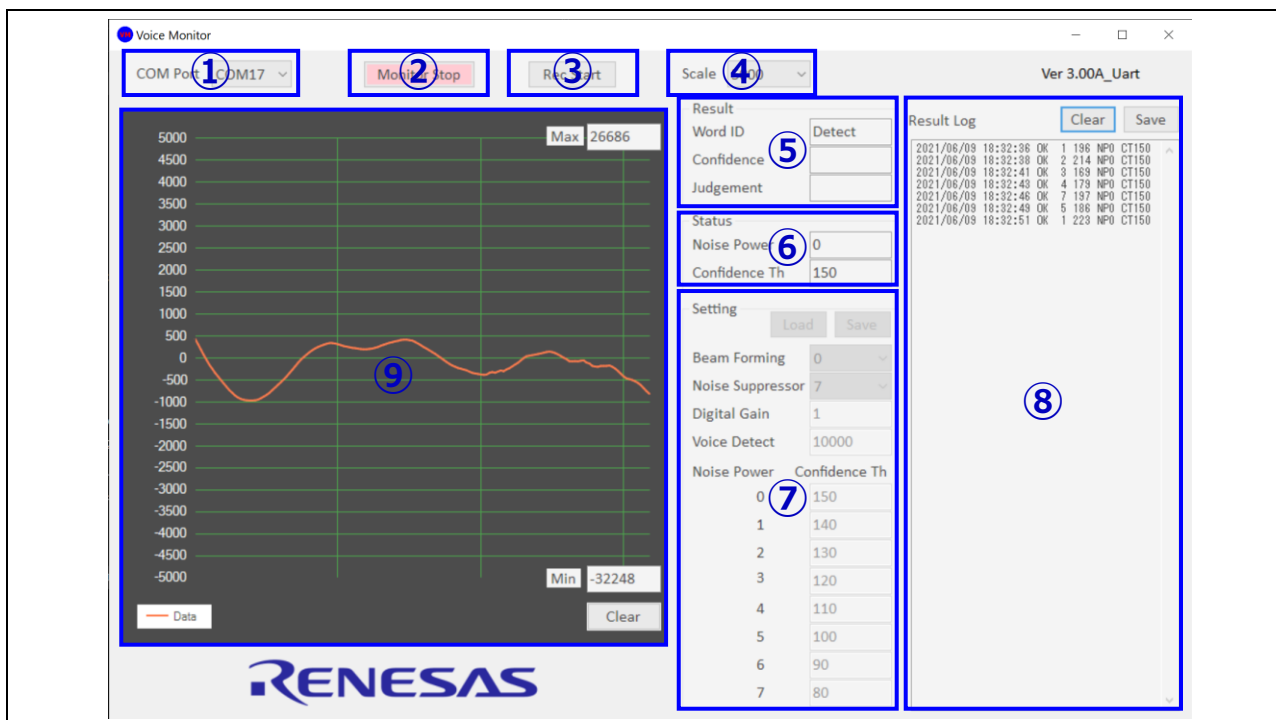 Voice Monitor
COM Port ① COM17
② Monitor Stop
③ Rec Start
Scale ④
Ver 3.00A_Uart
5000
4500
4000
3500
3000
2500
2000
1500
1000
500
0
-500
-1000
-1500
-2000
-2500
-3000
-3500
-4000
-4500
-5000
Max 26686
⑨
Min -32248
Data
Clear
Result
Word ID Detect
Confidence ⑤
Judgement
Status
Noise Power ⑥ 0
Confidence Th 150
Setting
Load Save
Beam Forming 0
Noise Suppressor 7
Digital Gain 1
Voice Detect 10000
Noise Power Confidence Th
0 ⑦ 150
1 140
2 130
3 120
4 110
5 100
6 90
7 80
Result Log Clear Save
2021/06/09 18:32:36 OK 1 196 NP0 CT150
2021/06/09 18:32:38 OK 2 214 NP0 CT150
2021/06/09 18:32:41 OK 3 169 NP0 CT150
2021/06/09 18:32:43 OK 4 179 NP0 CT150
2021/06/09 18:32:46 OK 7 197 NP0 CT150
2021/06/09 18:32:49 OK 5 186 NP0 CT150
2021/06/09 18:32:51 OK 1 223 NP0 CT150
⑧
RENESAS